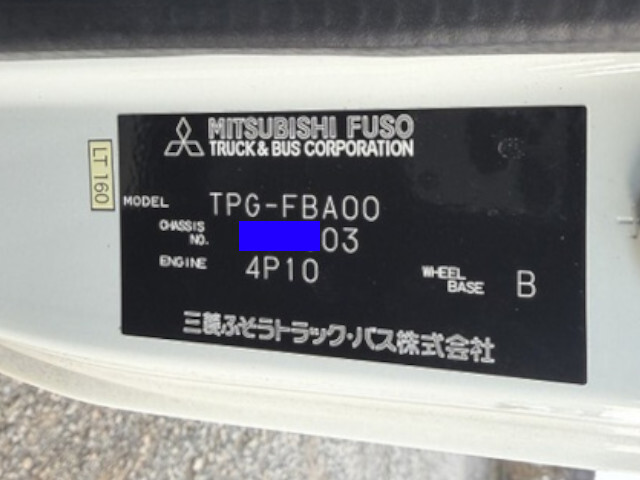 MITSUBISHI FUSO
TRUCK & BUS CORPORATION
LT 160
MODEL TPG-FBA00
CHASSIS NO. 03
ENGINE 4P10
WHEEL BASE B
三菱ふそうトラック・バス株式会社